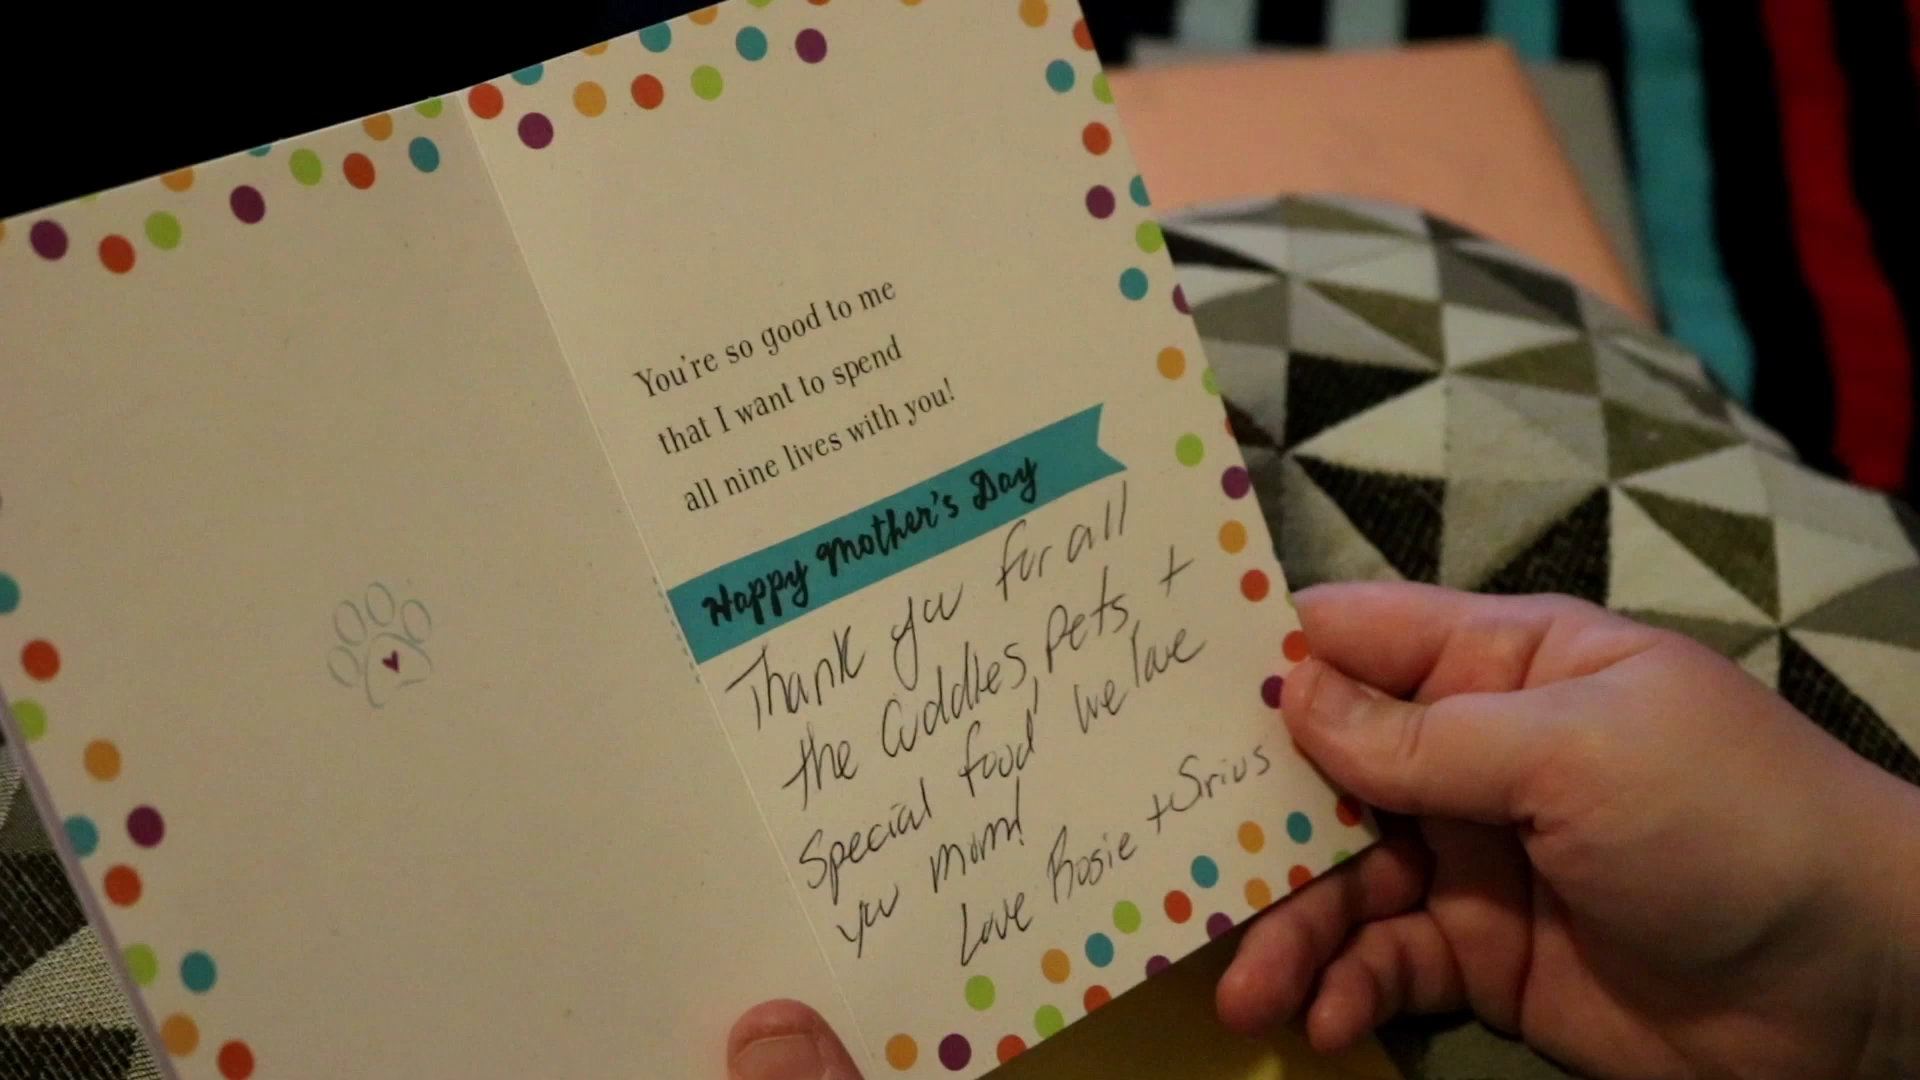 You're so good to me
that I want to spend
all nine lives with you!
Happy Mother's Day
Thank you for all
the cuddles, pets, +
special food! We love
you mom!
Love Rosie + Sirius